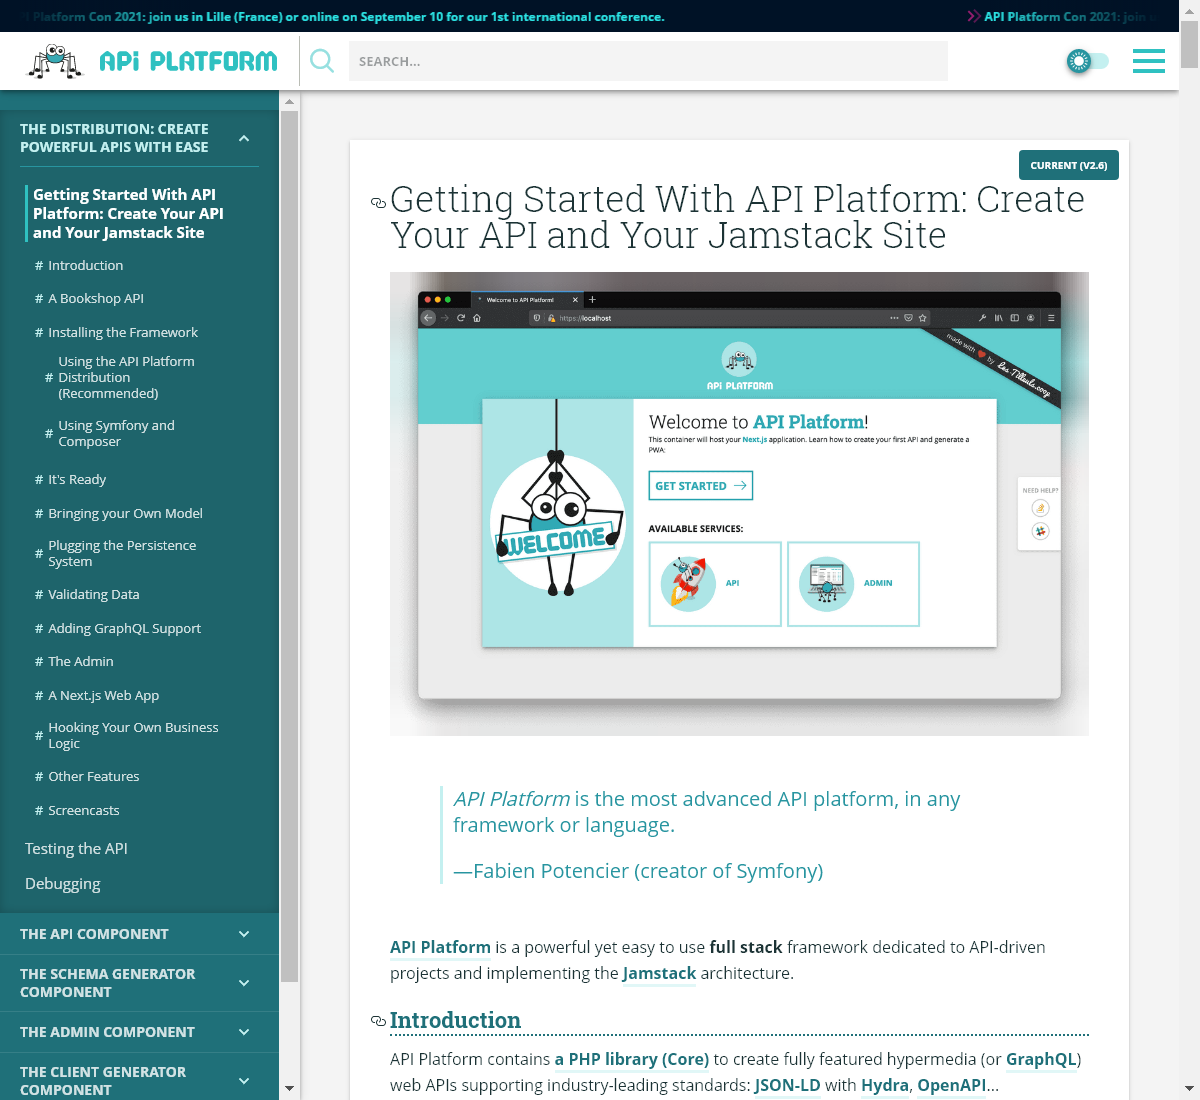 Platform Con 2021: join us in Lille (France) or online on September 10 for our 1st international conference.
API Platform Con 2021: join
API PLATFORM
SEARCH...
THE DISTRIBUTION: CREATE
POWERFUL APIS WITH EASE
Getting Started With API
Platform: Create Your API
and Your Jamstack Site
# Introduction
# A Bookshop API
# Installing the Framework
Using the API Platform
# Distribution
(Recommended)
# Using Symfony and
Composer
# It's Ready
# Bringing your Own Model
# Plugging the Persistence
System
# Validating Data
# Adding GraphQL Support
# The Admin
# A Next.js Web App
# Hooking Your Own Business
Logic
# Other Features
# Screencasts
Testing the API
Debugging
THE API COMPONENT
THE SCHEMA GENERATOR
COMPONENT
THE ADMIN COMPONENT
THE CLIENT GENERATOR
COMPONENT
CURRENT (V2.6)
Getting Started With API Platform: Create
Your API and Your Jamstack Site
Welcome to API Platform!
https://localhost
made with by Les-Tilleuls.coop
API PLATFORM
Welcome to API Platform!
This container will host your Next.js application. Learn how to create your first API and generate a
PWA:
GET STARTED
WELCOME
AVAILABLE SERVICES:
API
ADMIN
NEED HELP?
API Platform is the most advanced API platform, in any
framework or language.
—Fabien Potencier (creator of Symfony)
API Platform is a powerful yet easy to use full stack framework dedicated to API-driven
projects and implementing the Jamstack architecture.
Introduction
API Platform contains a PHP library (Core) to create fully featured hypermedia (or GraphQL)
web APIs supporting industry-leading standards: JSON-LD with Hydra, OpenAPI...